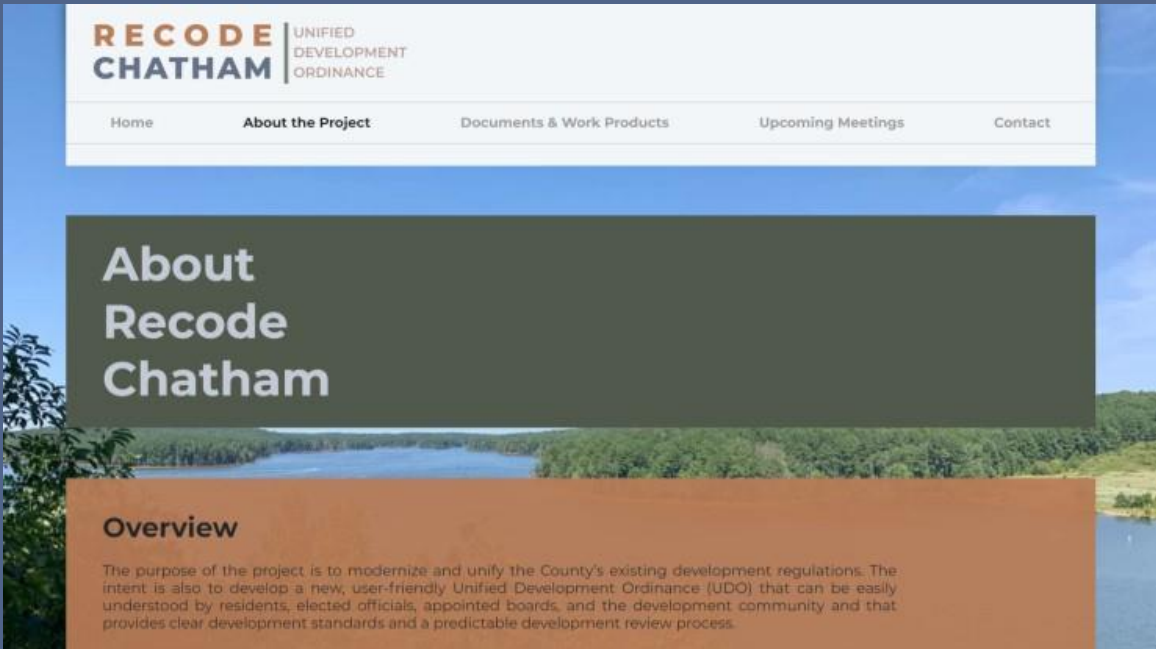 RECODE
CHATHAM
UNIFIED
DEVELOPMENT
ORDINANCE
Home About the Project Documents & Work Products Upcoming Meetings Contact
About
Recode
Chatham
Overview
The purpose of the project is to modernize and unify the County's existing development regulations. The
intent is also to develop a new, user-friendly Unified Development Ordinance (UDO) that can be easily
understood by residents, elected officials, appointed boards, and the development community and that
provides clear development standards and a predictable development review process.